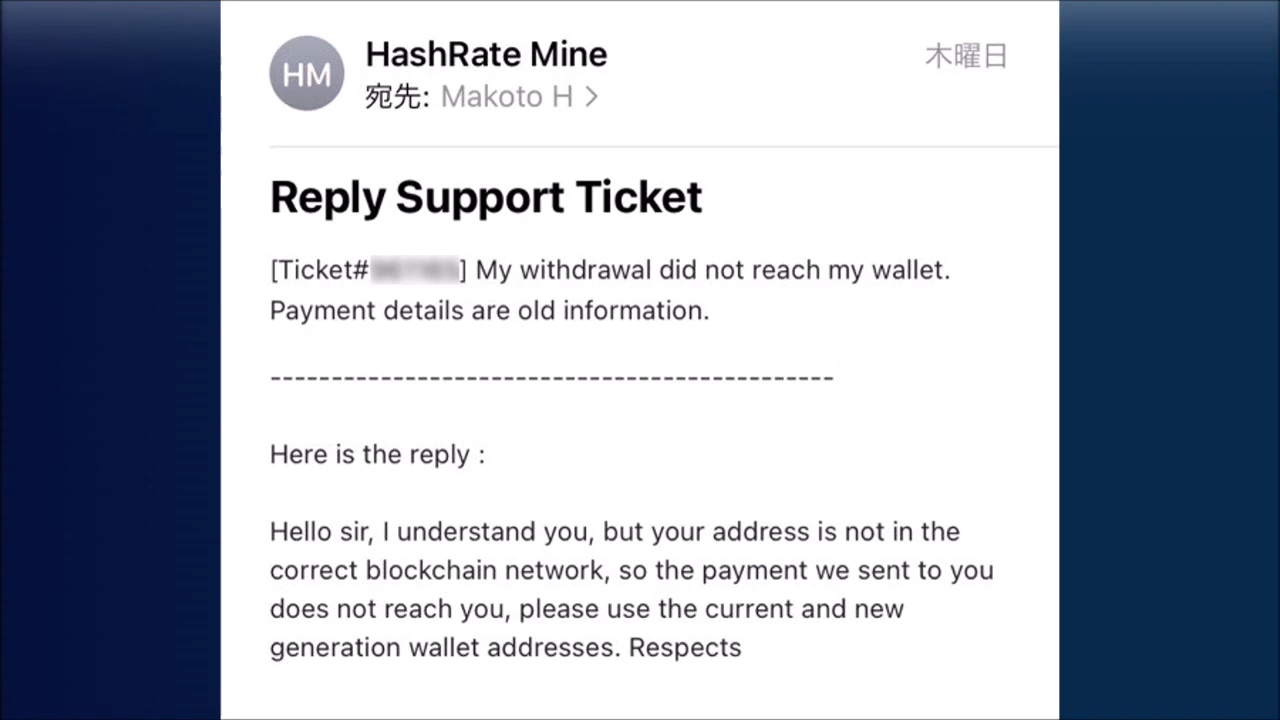 HM
HashRate Mine
木曜日
宛先: Makoto H >
Reply Support Ticket
[Ticket# ] My withdrawal did not reach my wallet.
Payment details are old information.
----------------------------------------------
Here is the reply :
Hello sir, I understand you, but your address is not in the
correct blockchain network, so the payment we sent to you
does not reach you, please use the current and new
generation wallet addresses. Respects